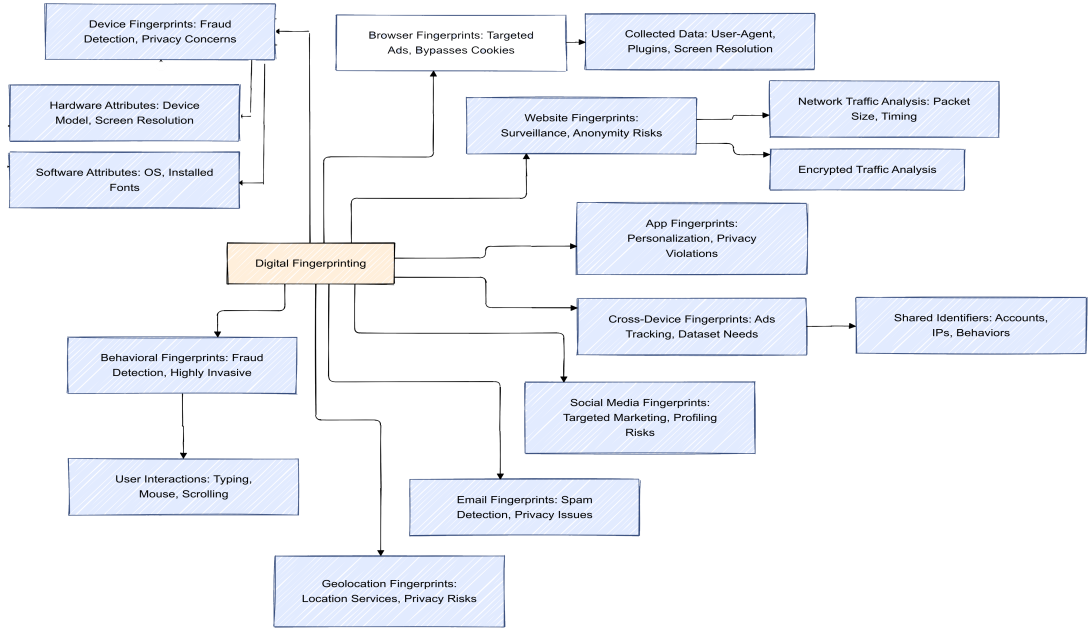 Device Fingerprints: Fraud
Detection, Privacy Concerns
Browser Fingerprints: Targeted
Ads, Bypasses Cookies
Collected Data: User-Agent,
Plugins, Screen Resolution
Hardware Attributes: Device
Model, Screen Resolution
Website Fingerprints:
Surveillance, Anonymity Risks
Network Traffic Analysis: Packet
Size, Timing
Software Attributes: OS, Installed
Fonts
Encrypted Traffic Analysis
App Fingerprints:
Personalization, Privacy
Violations
Digital Fingerprinting
Cross-Device Fingerprints: Ads
Tracking, Dataset Needs
Shared Identifiers: Accounts,
IPs, Behaviors
Behavioral Fingerprints: Fraud
Detection, Highly Invasive
Social Media Fingerprints:
Targeted Marketing, Profiling
Risks
User Interactions: Typing,
Mouse, Scrolling
Email Fingerprints: Spam
Detection, Privacy Issues
Geolocation Fingerprints:
Location Services, Privacy Risks